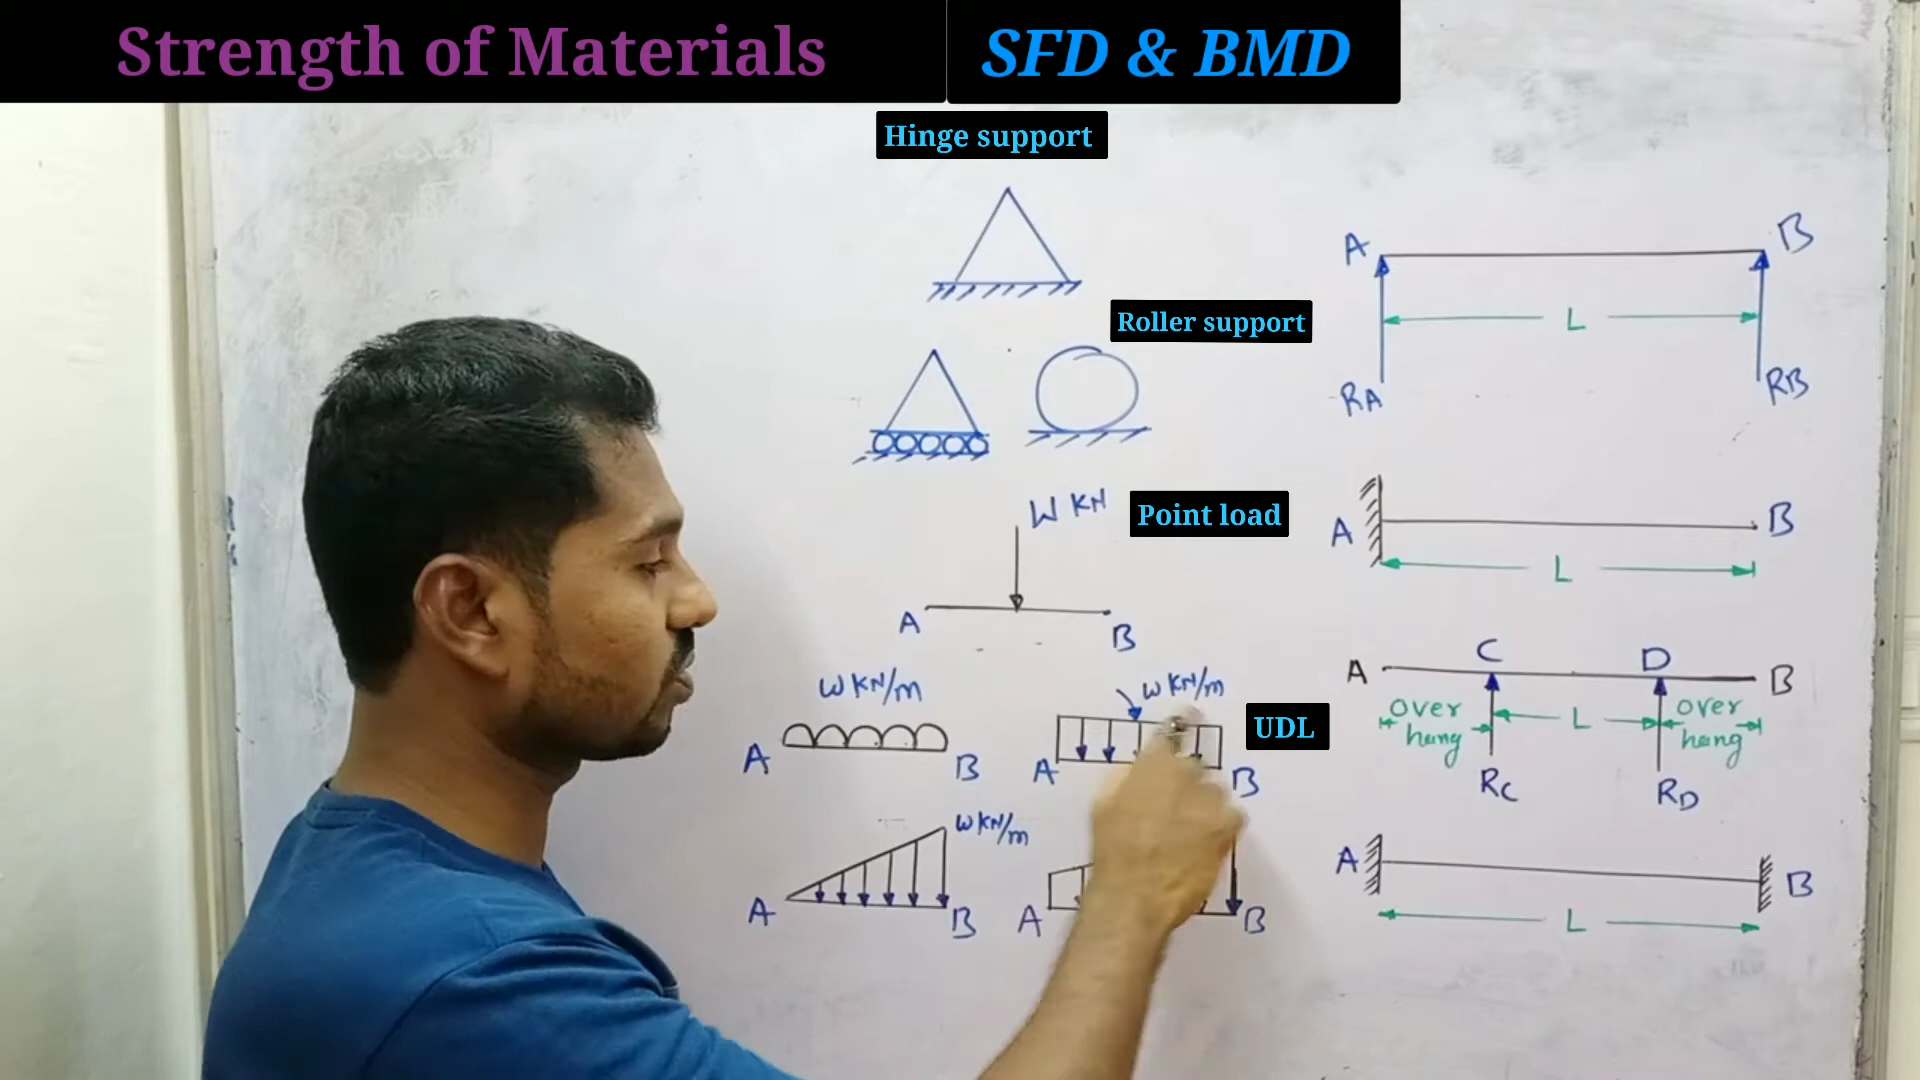 Strength of Materials
SFD & BMD
Hinge support
Roller support
A B
L
RA RB
W KN
Point load
A B
A B
L
W KN/m
A B
W KN/m
UDL
A B
C D
A B
over hang
L
over hang
RC RD
W KN/m
A B
A B
A B
L